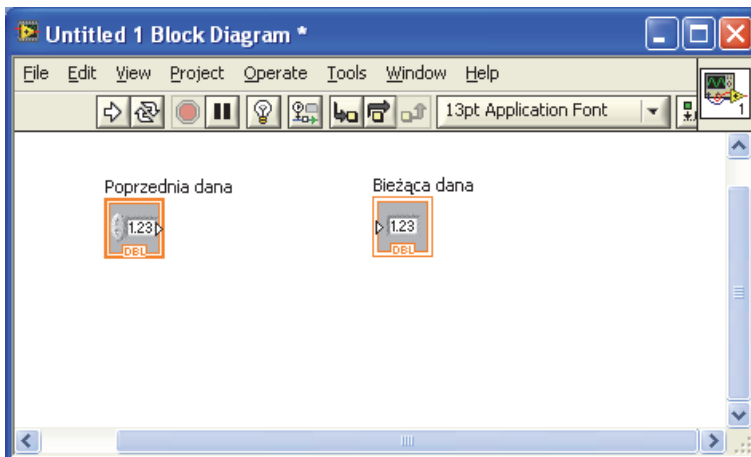 Untitled 1 Block Diagram *
File Edit View Project Operate Tools Window Help
13pt Application Font
1
Poprzednia dana Bieżąca dana
1.23 1.23
DBL DBL